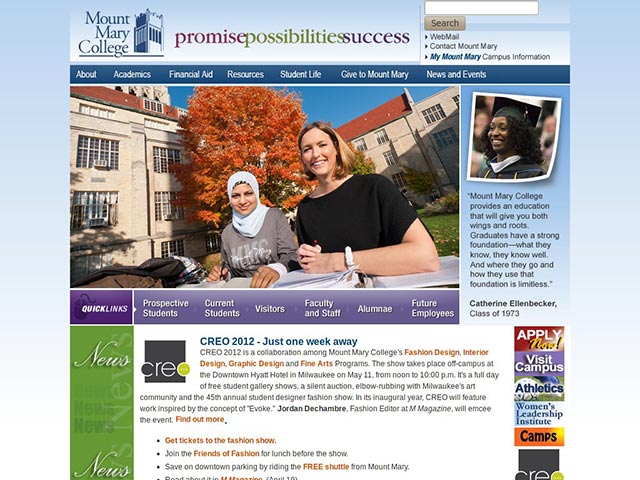 Mount
Mary
College
promisepossibilitiessuccess
Search
WebMail
Contact Mount Mary
My Mount Mary Campus Information
About Academics Financial Aid Resources Student Life Give to Mount Mary News and Events
"Mount Mary College
provides an education
that will give you both
wings and roots.
Graduates have a strong
foundation—what they
know, they know well.
And where they go and
how they use that
foundation is limitless."
Catherine Ellenbecker,
Class of 1973
QUICKLINKS
Prospective
Students
Current
Students
Visitors
Faculty
and Staff
Alumnae
Future
Employees
News
News
News
News
News
creo
CREO 2012 - Just one week away
CREO 2012 is a collaboration among Mount Mary College's Fashion Design, Interior
Design, Graphic Design and Fine Arts Programs. The show takes place off-campus at
the Downtown Hyatt Hotel in Milwaukee on May 11, from noon to 10:00 p.m. It's a full day
of free student gallery shows, a silent auction, elbow-rubbing with Milwaukee's art
community and the 45th annual student designer fashion show. In its inaugural year, CREO will feature
work inspired by the concept of "Evoke." Jordan Dechambre, Fashion Editor at M Magazine, will emcee
the event. Find out more.
Get tickets to the fashion show.
Join the Friends of Fashion for lunch before the show.
Save on downtown parking by riding the FREE shuttle from Mount Mary.
Read about it in M Magazine. (April 19)
APPLY
Now!
Visit
Campus
Athletics
Women's
Leadership
Institute
Camps
creo